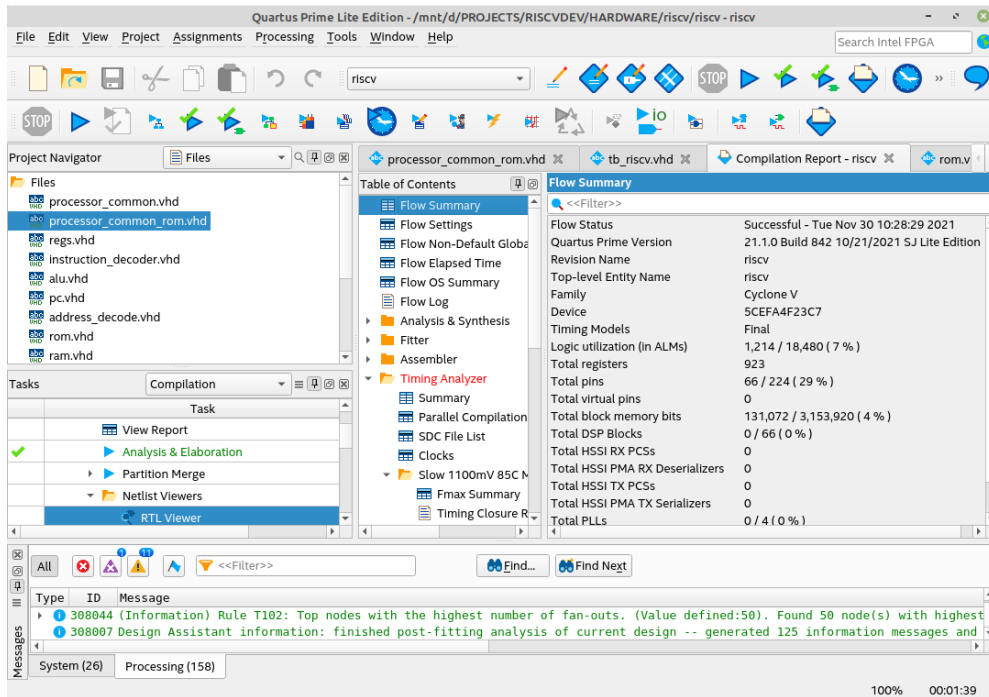 Quartus Prime Lite Edition - /mnt/d/PROJECTS/RISCVDEV/HARDWARE/riscv/riscv - riscv
File Edit View Project Assignments Processing Tools Window Help
Search Intel FPGA
riscv
STOP
»
STOP
io
Project Navigator
Files
processor_common_rom.vhd
tb_riscv.vhd
Compilation Report - riscv
rom.v
Files
processor_common.vhd
processor_common_rom.vhd
regs.vhd
instruction_decoder.vhd
alu.vhd
pc.vhd
address_decode.vhd
rom.vhd
ram.vhd
Tasks
Compilation
Task
View Report
Analysis & Elaboration
Partition Merge
Netlist Viewers
RTL Viewer
Table of Contents
Flow Summary
Flow Settings
Flow Non-Default Globa
Flow Elapsed Time
Flow OS Summary
Flow Log
Analysis & Synthesis
Fitter
Assembler
Timing Analyzer
Summary
Parallel Compilation
SDC File List
Clocks
Slow 1100mV 85C M
Fmax Summary
Timing Closure R
Flow Summary
<<Filter>>
Flow Status Successful - Tue Nov 30 10:28:29 2021
Quartus Prime Version 21.1.0 Build 842 10/21/2021 SJ Lite Edition
Revision Name riscv
Top-level Entity Name riscv
Family Cyclone V
Device 5CEFA4F23C7
Timing Models Final
Logic utilization (in ALMs) 1,214 / 18,480 ( 7 % )
Total registers 923
Total pins 66 / 224 ( 29 % )
Total virtual pins 0
Total block memory bits 131,072 / 3,153,920 ( 4 % )
Total DSP Blocks 0 / 66 ( 0 % )
Total HSSI RX PCSs 0
Total HSSI PMA RX Deserializers 0
Total HSSI TX PCSs 0
Total HSSI PMA TX Serializers 0
Total PLLs 0 / 4 ( 0 % )
All
1
11
<<Filter>>
Find...
Find Next
Type ID Message
308044 (Information) Rule T102: Top nodes with the highest number of fan-outs. (Value defined:50). Found 50 node(s) with highest
308007 Design Assistant information: finished post-fitting analysis of current design -- generated 125 information messages and
Messages
System (26)
Processing (158)
100% 00:01:39